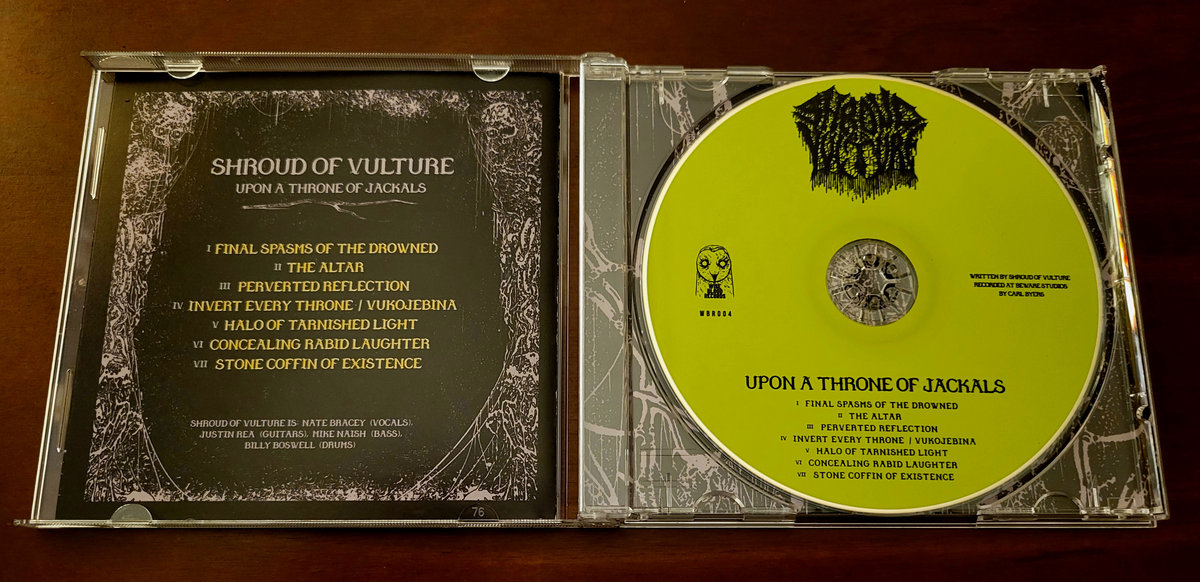 SHROUD OF VULTURE
UPON A THRONE OF JACKALS
I FINAL SPASMS OF THE DROWNED
II THE ALTAR
III PERVERTED REFLECTION
IV INVERT EVERY THRONE / VUKOJEBINA
V HALO OF TARNISHED LIGHT
VI CONCEALING RABID LAUGHTER
VII STONE COFFIN OF EXISTENCE
SHROUD OF VULTURE IS: NATE BRACEY (VOCALS),
JUSTIN REA (GUITARS), MIKE NAISH (BASS),
BILLY BOSWELL (DRUMS)
76
SHROUD
OF
VULTURE
RECORDS
WBR004
WRITTEN BY SHROUD OF VULTURE
RECORDED AT BEWARE STUDIOS
BY CARL BYERS
UPON A THRONE OF JACKALS
I FINAL SPASMS OF THE DROWNED
II THE ALTAR
III PERVERTED REFLECTION
IV INVERT EVERY THRONE / VUKOJEBINA
V HALO OF TARNISHED LIGHT
VI CONCEALING RABID LAUGHTER
VII STONE COFFIN OF EXISTENCE